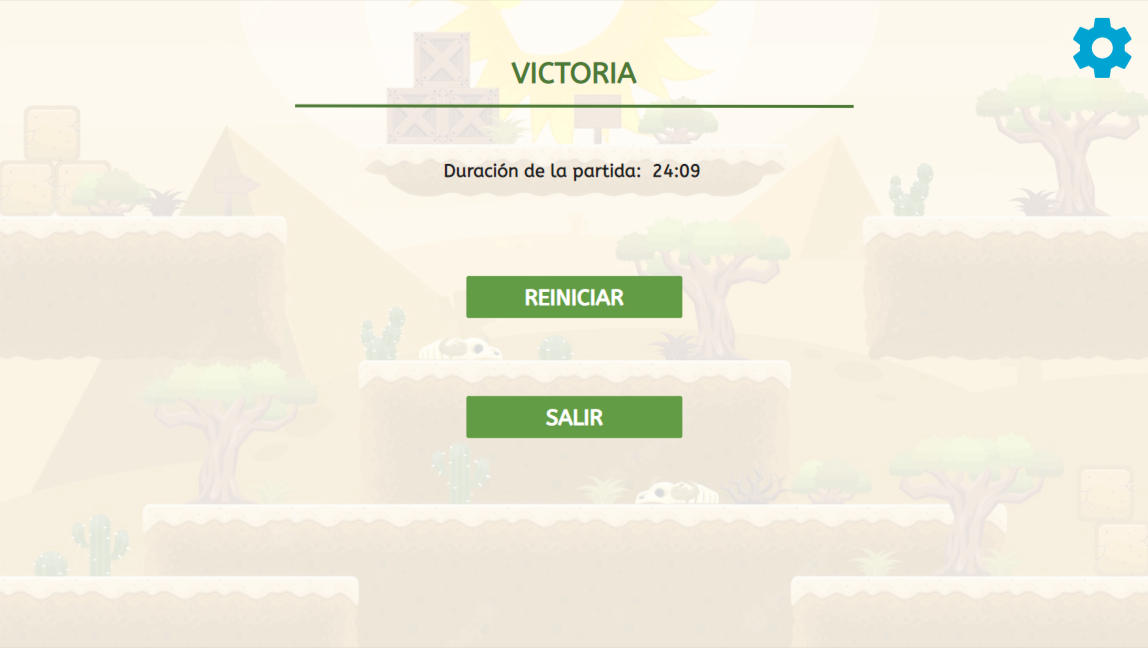 VICTORIA
Duración de la partida:  24:09
REINICIAR
SALIR